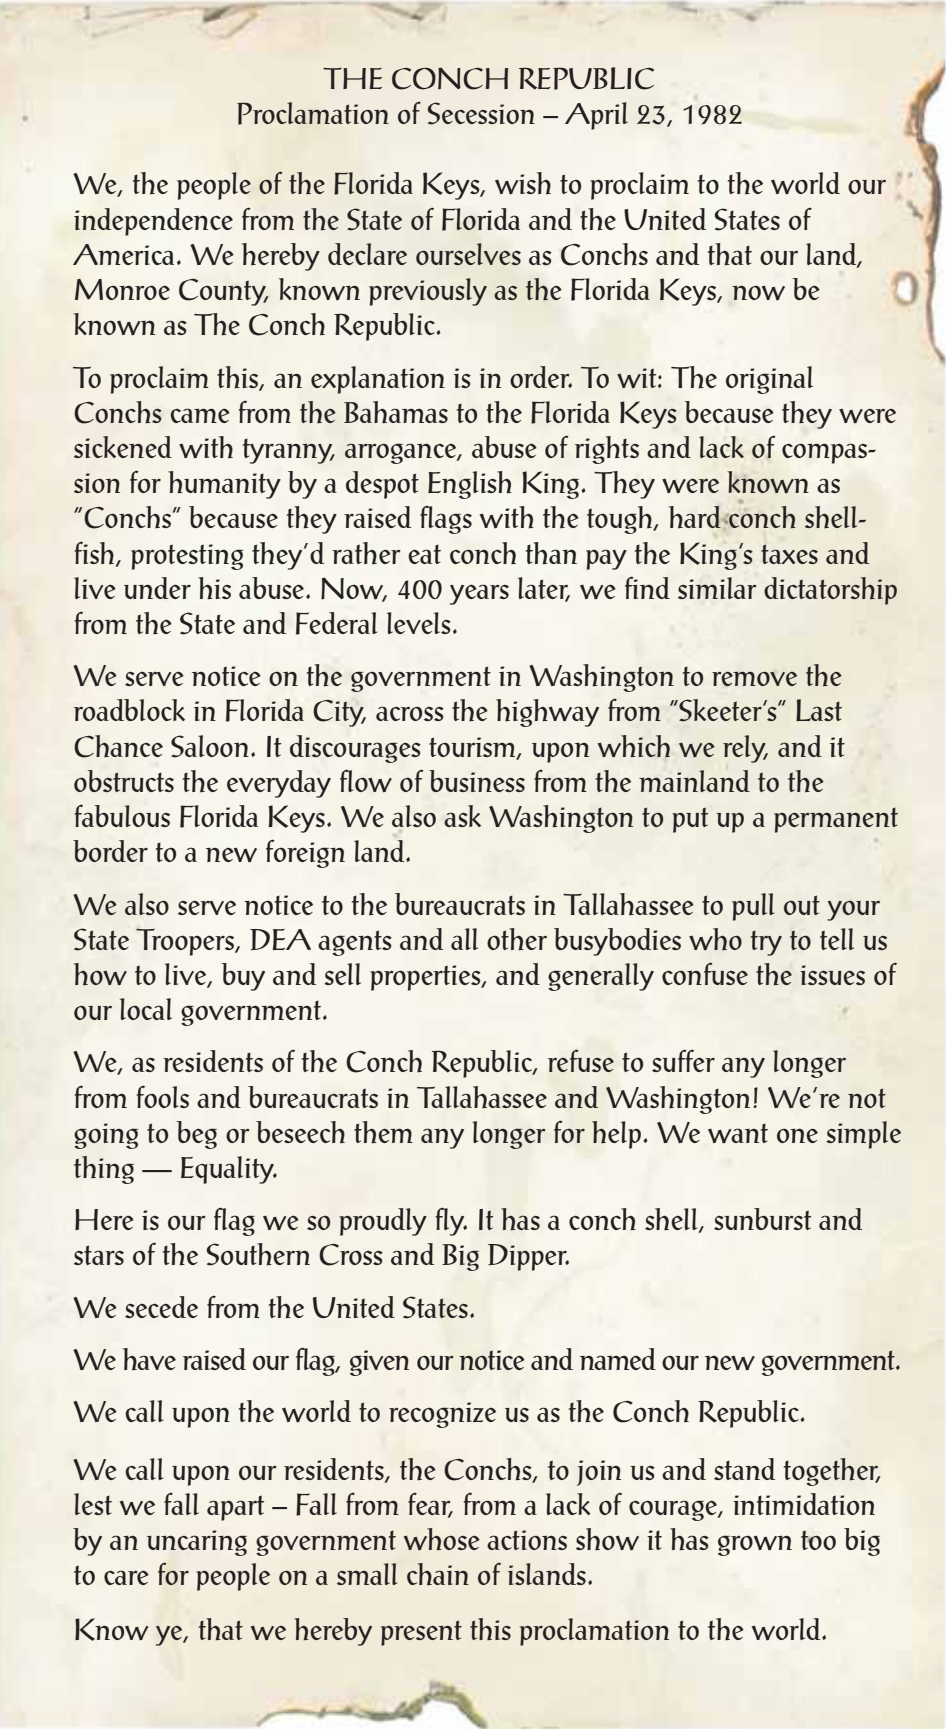 THE CONCH REPUBLIC
Proclamation of Secession – April 23, 1982
We, the people of the Florida Keys, wish to proclaim to the world our
independence from the State of Florida and the United States of
America. We hereby declare ourselves as Conchs and that our land,
Monroe County, known previously as the Florida Keys, now be
known as The Conch Republic.
To proclaim this, an explanation is in order. To wit: The original
Conchs came from the Bahamas to the Florida Keys because they were
sickened with tyranny, arrogance, abuse of rights and lack of compas-
sion for humanity by a despot English King. They were known as
"Conchs" because they raised flags with the tough, hard conch shell-
fish, protesting they'd rather eat conch than pay the King's taxes and
live under his abuse. Now, 400 years later, we find similar dictatorship
from the State and Federal levels.
We serve notice on the government in Washington to remove the
roadblock in Florida City, across the highway from "Skeeter's" Last
Chance Saloon. It discourages tourism, upon which we rely, and it
obstructs the everyday flow of business from the mainland to the
fabulous Florida Keys. We also ask Washington to put up a permanent
border to a new foreign land.
We also serve notice to the bureaucrats in Tallahassee to pull out your
State Troopers, DEA agents and all other busybodies who try to tell us
how to live, buy and sell properties, and generally confuse the issues of
our local government.
We, as residents of the Conch Republic, refuse to suffer any longer
from fools and bureaucrats in Tallahassee and Washington! We're not
going to beg or beseech them any longer for help. We want one simple
thing — Equality.
Here is our flag we so proudly fly. It has a conch shell, sunburst and
stars of the Southern Cross and Big Dipper.
We secede from the United States.
We have raised our flag, given our notice and named our new government.
We call upon the world to recognize us as the Conch Republic.
We call upon our residents, the Conchs, to join us and stand together,
lest we fall apart – Fall from fear, from a lack of courage, intimidation
by an uncaring government whose actions show it has grown too big
to care for people on a small chain of islands.
Know ye, that we hereby present this proclamation to the world.